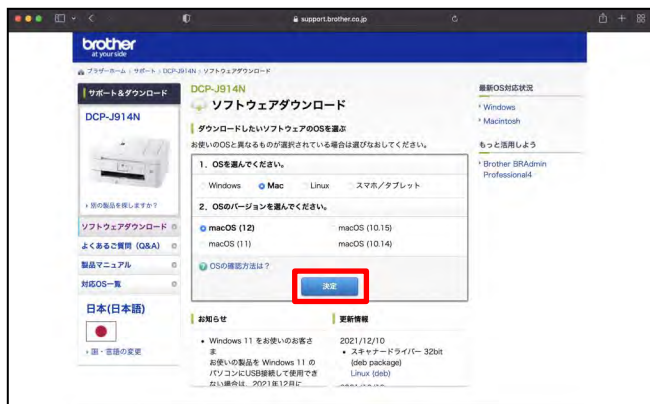 support.brother.co.jp
brother
at your side
ブラザーホーム | サポート | DCP-J914N | ソフトウェアダウンロード
サポート&ダウンロード
DCP-J914N
別の製品を探しますか?
ソフトウェアダウンロード
よくあるご質問 (Q&A)
製品マニュアル
対応OS一覧
日本(日本語)
国・言語の変更
DCP-J914N
ソフトウェアダウンロード
ダウンロードしたいソフトウェアのOSを選ぶ
お使いのOSと異なるものが選択されている場合は選びなおしてください。
1. OSを選んでください。
Windows Mac Linux スマホ/タブレット
2. OSのバージョンを選んでください。
macOS (12) macOS (10.15)
macOS (11) macOS (10.14)
OSの確認方法は?
決定
お知らせ
• Windows 11 をお使いのお客さ
ま
お使いの製品を Windows 11 の
パソコンにUSB接続して使用でき
ない場合は、2021年12月に
更新情報
2021/12/10
• スキャナードライバー 32bit
(deb package)
Linux (deb)
最新OS対応状況
Windows
Macintosh
もっと活用しよう
Brother BRAdmin
Professional4